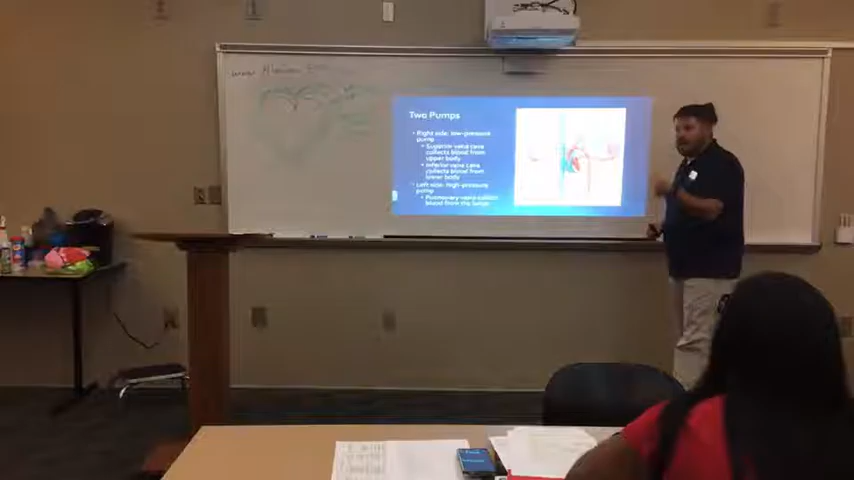 Two Pumps
• Right side: low-pressure
pump
• Superior vena cava
collects blood from
upper body
• Inferior vena cava
collects blood from
lower body
• Left side: high-pressure
pump
• Pulmonary veins collect
blood from the lungs